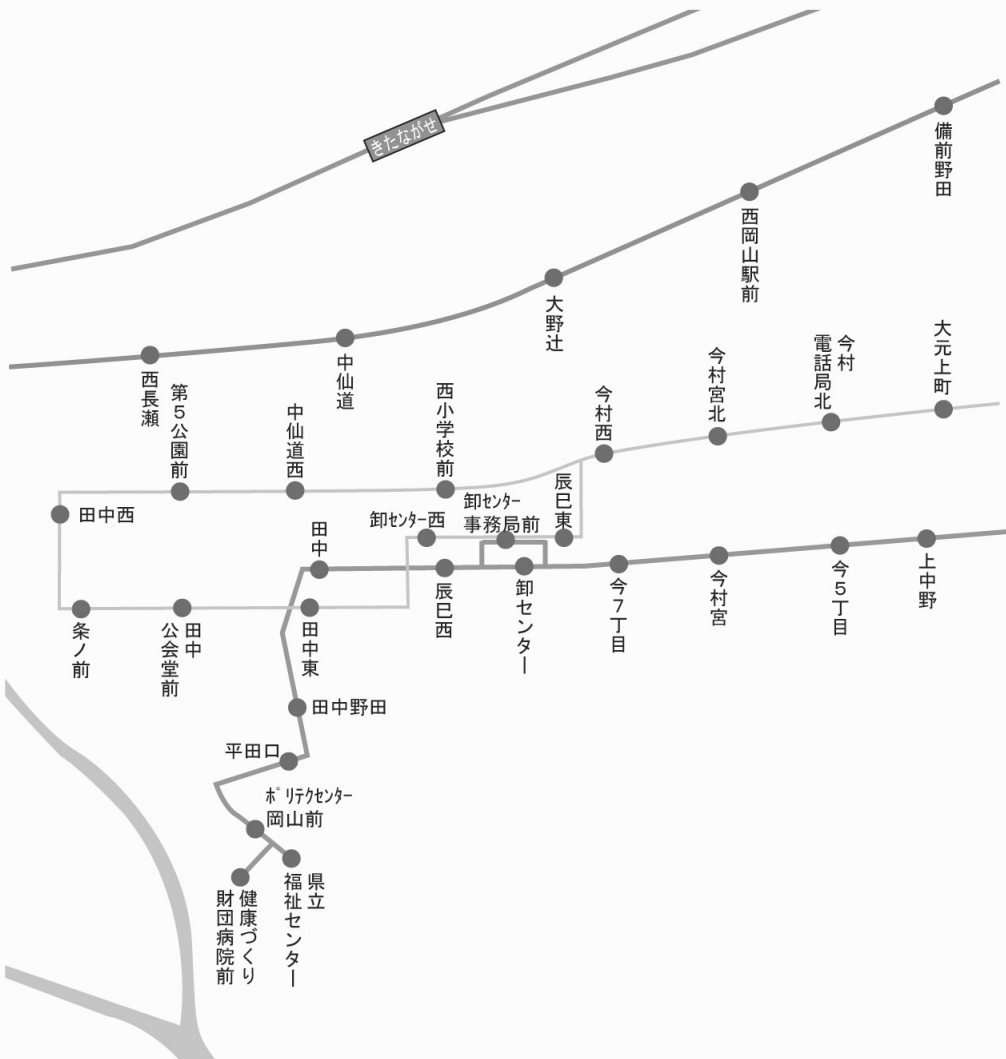 きたながせ
備前野田
西岡山駅前
大野辻
中仙道
西長瀬
大元上町
今村
電話局北
今村宮北
今村西
西小学校前
中仙道西
第5公園前
田中西
条ノ前
田中
公会堂前
田中東
卸センター西
卸センター
事務局前
辰巳東
田中
辰巳西
卸センター
今7丁目
今村宮
今5丁目
上中野
田中野田
平田口
ポリテクセンター
岡山前
県立
福祉センター
健康づくり
財団病院前